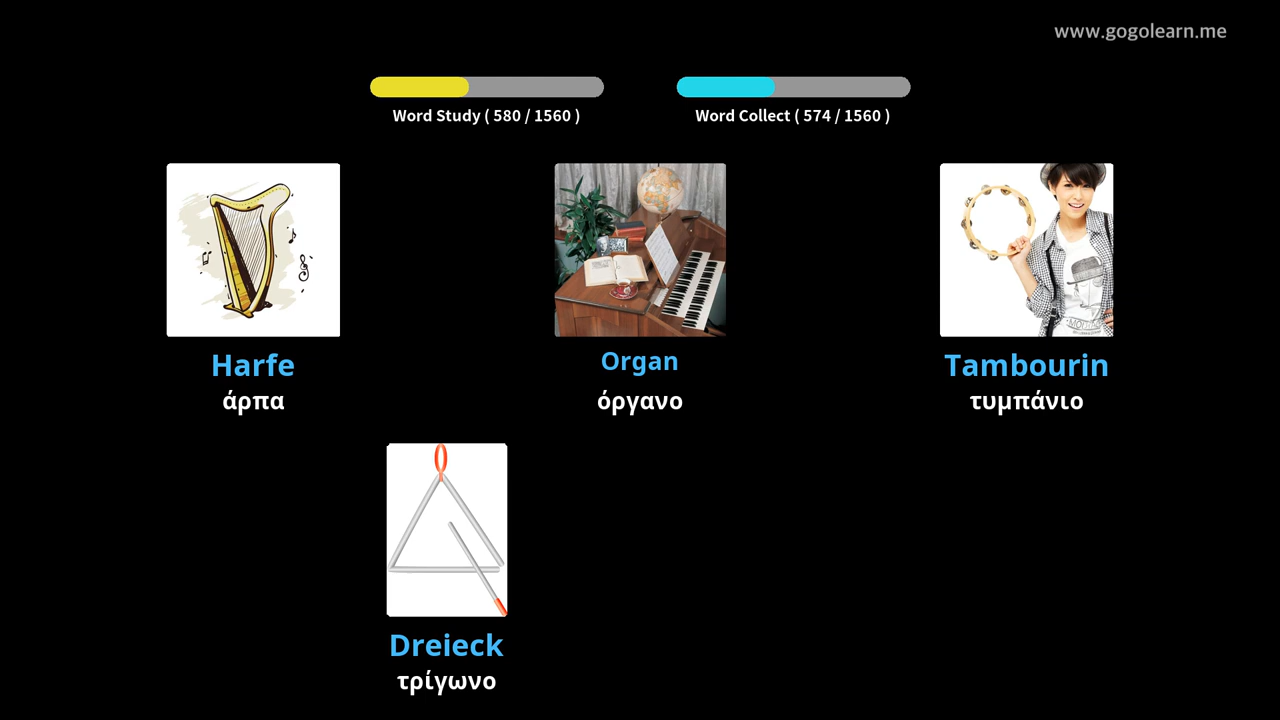 www.gogolearn.me
Word Study ( 580 / 1560 )
Word Collect ( 574 / 1560 )
Harfe
άρπα
Organ
όργανο
Tambourin
τυμπάνιο
Dreieck
τρίγωνο